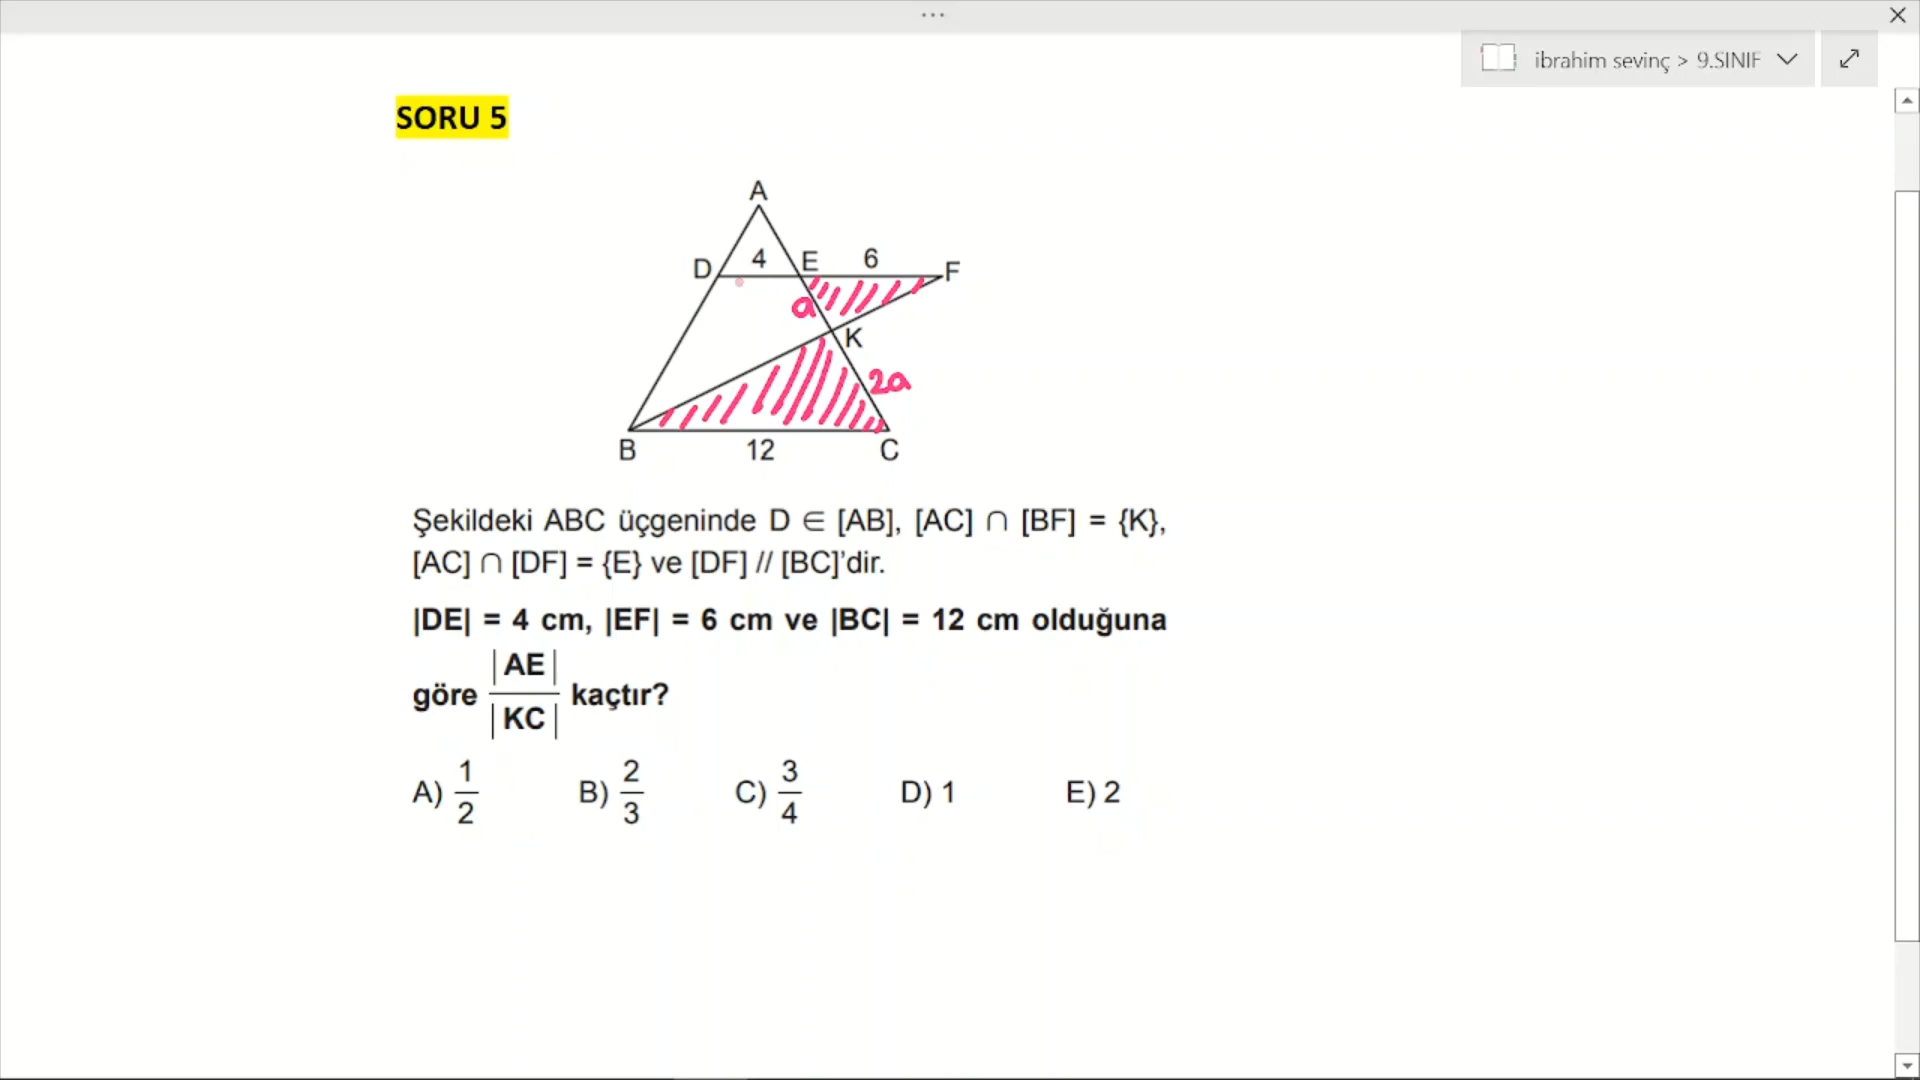 ...
ibrahim sevinç > 9.SINIF
SORU 5
A
D 4 E 6 F
a
K
2a
B 12 C
Şekildeki ABC üçgeninde D ∈ [AB], [AC] ∩ [BF] = {K},
[AC] ∩ [DF] = {E} ve [DF] // [BC]'dir.
|DE| = 4 cm, |EF| = 6 cm ve |BC| = 12 cm olduğuna
göre |AE| / |KC| kaçtır?
A) 1/2 B) 2/3 C) 3/4 D) 1 E) 2